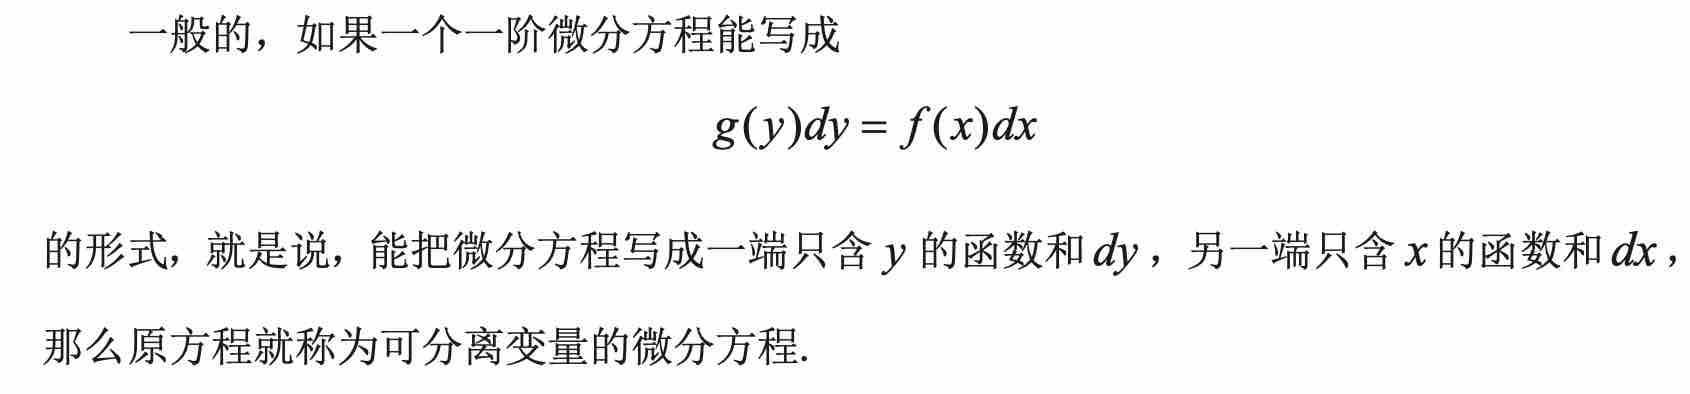 一般的，如果一个一阶微分方程能写成
g(y)dy = f(x)dx
的形式，就是说，能把微分方程写成一端只含 y 的函数和 dy，另一端只含 x 的函数和 dx，
那么原方程就称为可分离变量的微分方程.